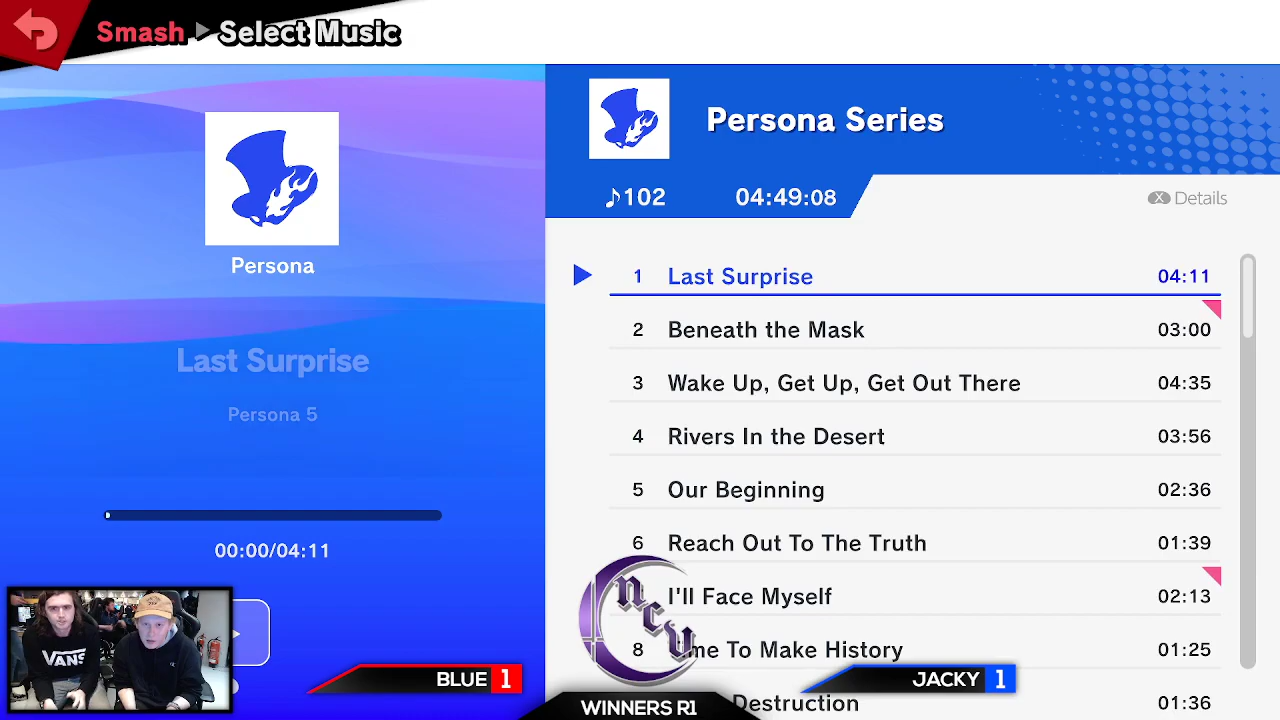 Smash ▶ Select Music
Persona
Last Surprise
Persona 5
00:00/04:11
Persona Series
♪102 04:49:08
X Details
1 Last Surprise 04:11
2 Beneath the Mask 03:00
3 Wake Up, Get Up, Get Out There 04:35
4 Rivers In the Desert 03:56
5 Our Beginning 02:36
6 Reach Out To The Truth 01:39
I'll Face Myself 02:13
8 ime To Make History 01:25
Destruction 01:36
ncv
VANS
BLUE 1
WINNERS R1
JACKY 1